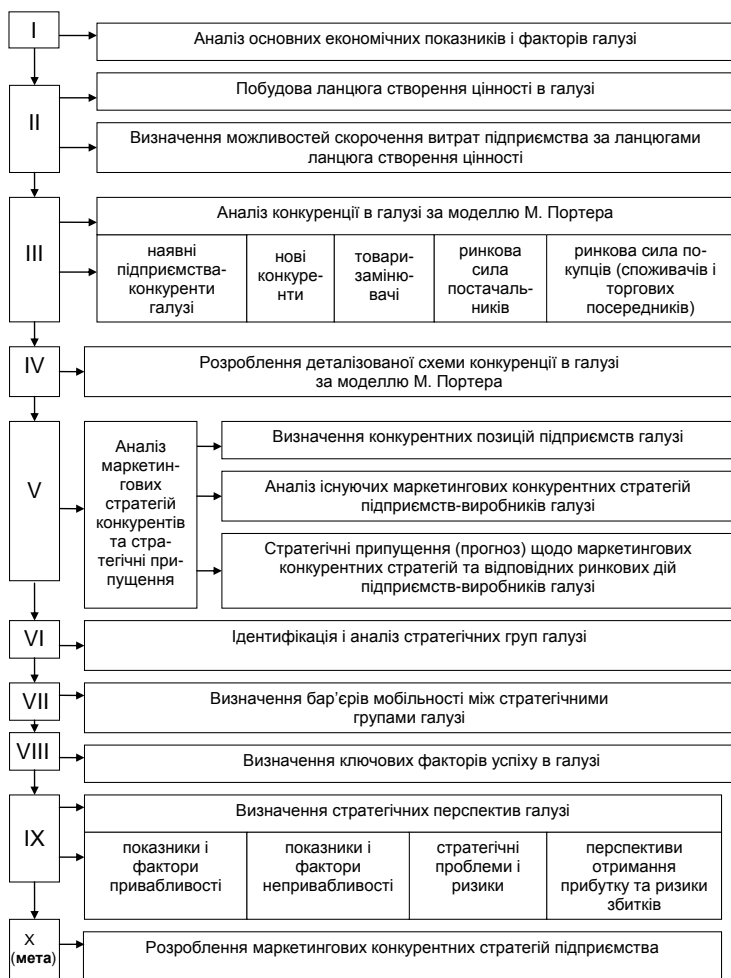 I
Аналіз основних економічних показників і факторів галузі
II
Побудова ланцюга створення цінності в галузі
Визначення можливостей скорочення витрат підприємства за ланцюгами
ланцюга створення цінності
III
Аналіз конкуренції в галузі за моделлю М. Портера
наявні
підприємства-
конкуренти
галузі
нові
конкуре-
нти
товари-
замінню-
вачі
ринкова
сила
постачаль-
ників
ринкова сила по-
купців (споживачів і
торгових
посередників)
IV
Розроблення деталізованої схеми конкуренції в галузі
за моделлю М. Портера
V
Аналіз
маркетин-
гових
стратегій
конкурентів
та стра-
тегічні при-
пущення
Визначення конкурентних позицій підприємств галузі
Аналіз існуючих маркетингових конкурентних стратегій
підприємств-виробників галузі
Стратегічні припущення (прогноз) щодо маркетингових
конкурентних стратегій та відповідних ринкових дій
підприємств-виробників галузі
VI
Ідентифікація і аналіз стратегічних груп галузі
VII
Визначення бар’єрів мобільності між стратегічними
групами галузі
VIII
Визначення ключових факторів успіху в галузі
IX
Визначення стратегічних перспектив галузі
показники і
фактори
привабливості
показники і
фактори
непривабливості
стратегічні
проблеми і
ризики
перспективи
отримання
прибутку та ризики
збитків
X
(мета)
Розроблення маркетингових конкурентних стратегій підприємства